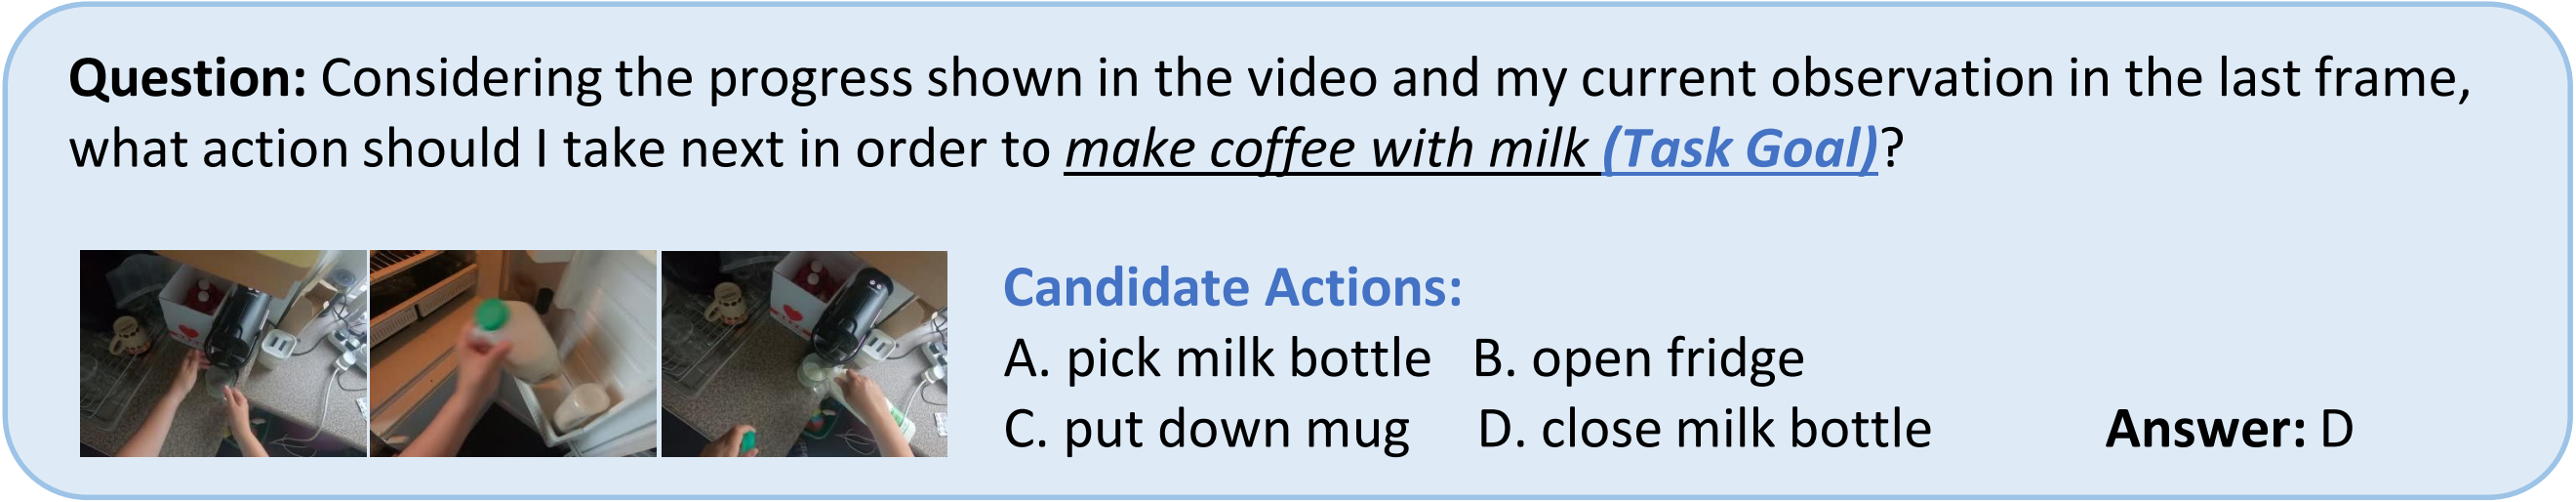 Question: Considering the progress shown in the video and my current observation in the last frame,
what action should I take next in order to make coffee with milk (Task Goal)?
Candidate Actions:
A. pick milk bottle B. open fridge
C. put down mug D. close milk bottle
Answer: D